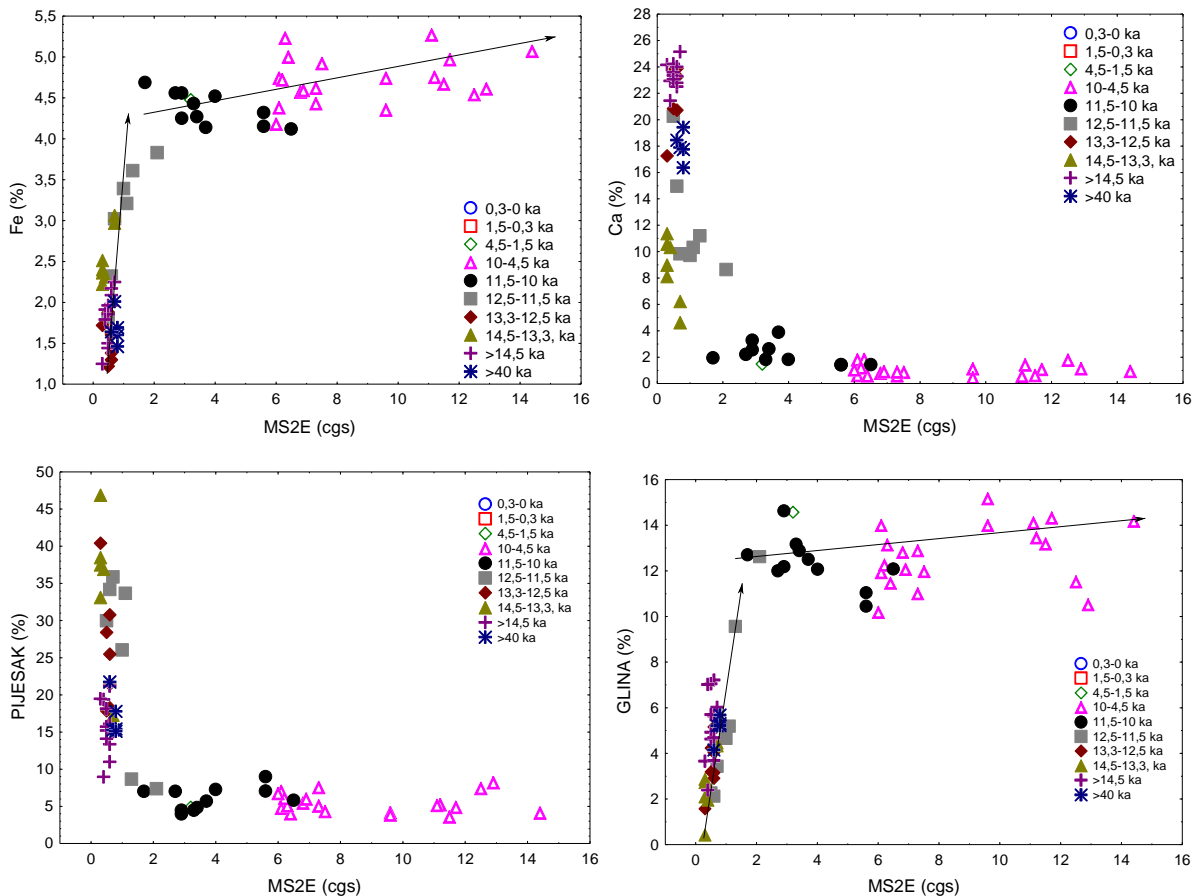 Fe (%)
5,5
5,0
4,5
4,0
3,5
3,0
2,5
2,0
1,5
1,0
0,3-0 ka
1,5-0,3 ka
4,5-1,5 ka
10-4,5 ka
11,5-10 ka
12,5-11,5 ka
13,3-12,5 ka
14,5-13,3, ka
>14,5 ka
>40 ka
0 2 4 6 8 10 12 14 16
MS2E (cgs)
Ca (%)
26
24
22
20
18
16
14
12
10
8
6
4
2
0
0,3-0 ka
1,5-0,3 ka
4,5-1,5 ka
10-4,5 ka
11,5-10 ka
12,5-11,5 ka
13,3-12,5 ka
14,5-13,3, ka
>14,5 ka
>40 ka
0 2 4 6 8 10 12 14 16
MS2E (cgs)
PIJESAK (%)
50
45
40
35
30
25
20
15
10
5
0
0,3-0 ka
1,5-0,3 ka
4,5-1,5 ka
10-4,5 ka
11,5-10 ka
12,5-11,5 ka
13,3-12,5 ka
14,5-13,3, ka
>14,5 ka
>40 ka
0 2 4 6 8 10 12 14 16
MS2E (cgs)
GLINA (%)
16
14
12
10
8
6
4
2
0
0,3-0 ka
1,5-0,3 ka
4,5-1,5 ka
10-4,5 ka
11,5-10 ka
12,5-11,5 ka
13,3-12,5 ka
14,5-13,3, ka
>14,5 ka
>40 ka
0 2 4 6 8 10 12 14 16
MS2E (cgs)